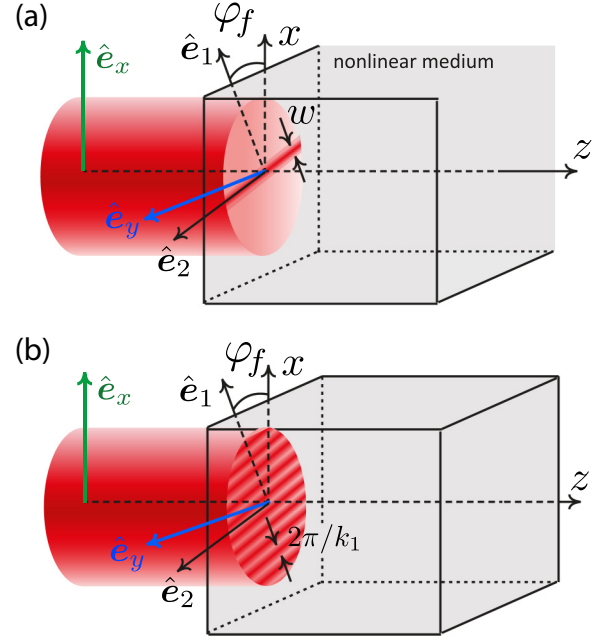 (a)
φ_f
x
ê_1
ê_x
nonlinear medium
w
z
ê_y
ê_2
(b)
φ_f
x
ê_1
ê_x
z
2π/k_1
ê_y
ê_2